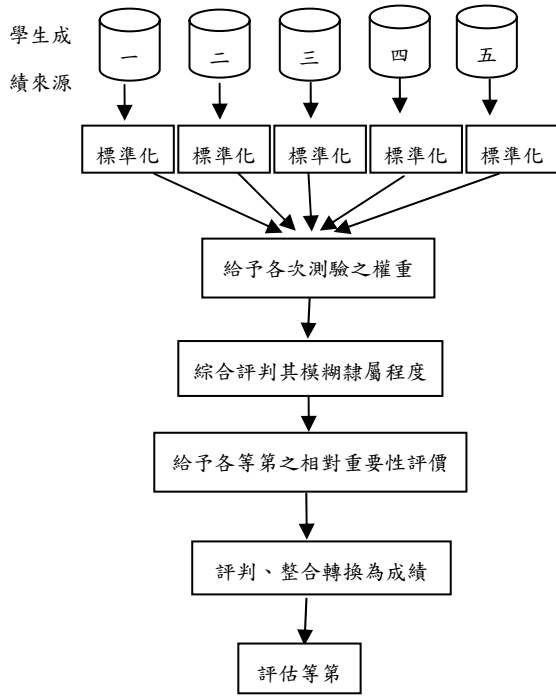 學生成
績來源
一 二 三 四 五
標準化 標準化 標準化 標準化 標準化
給予各次測驗之權重
綜合評判其模糊隸屬程度
給予各等第之相對重要性評價
評判、整合轉換為成績
評估等第